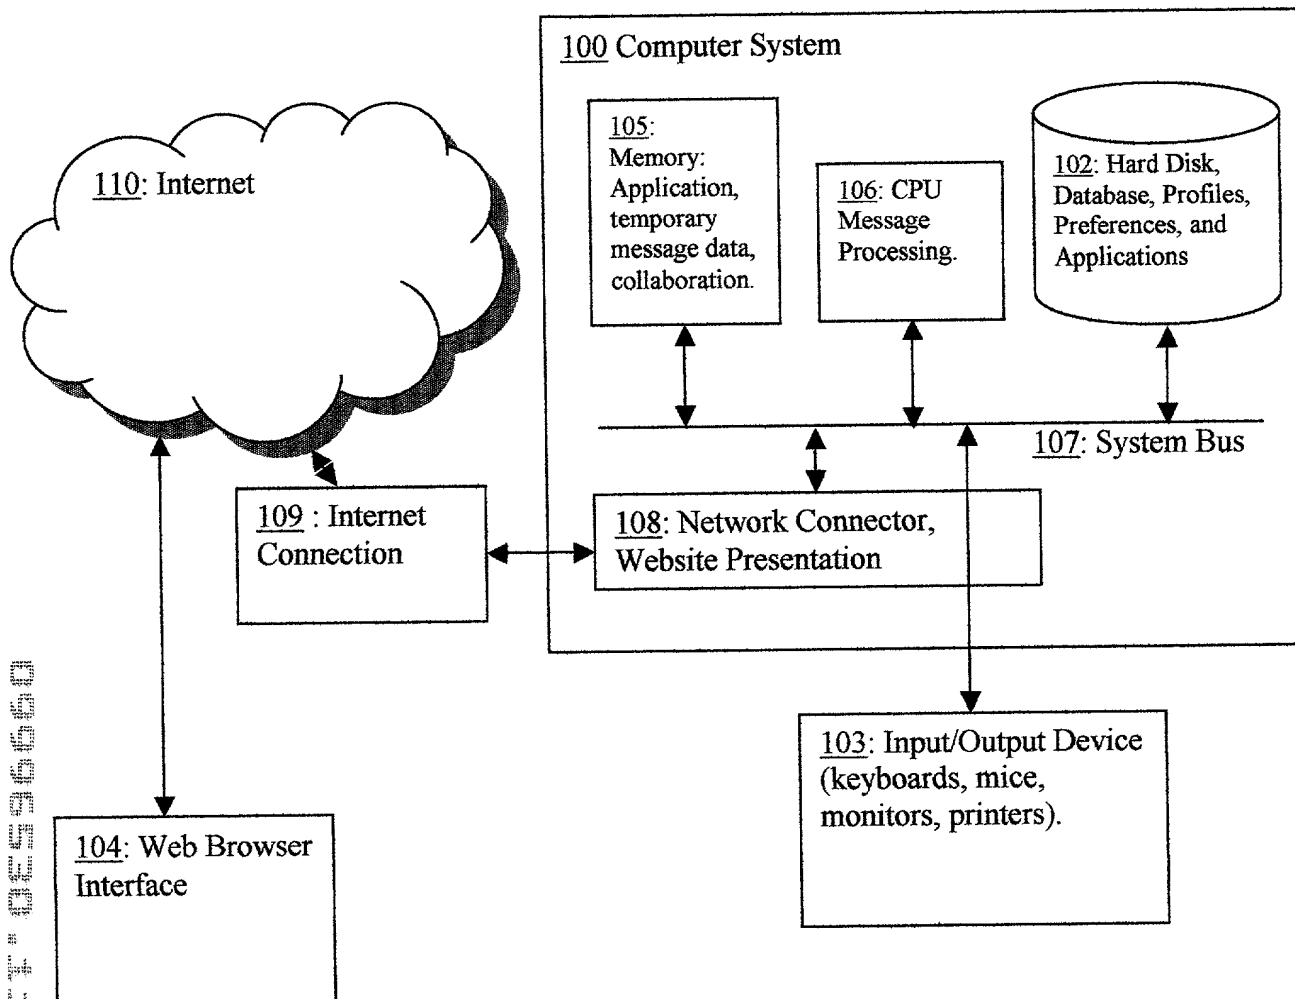 100 Computer System
105:
Memory:
Application,
temporary
message data,
collaboration.
106: CPU
Message
Processing.
102: Hard Disk,
Database, Profiles,
Preferences, and
Applications
110: Internet
107: System Bus
109 : Internet
Connection
108: Network Connector,
Website Presentation
103: Input/Output Device
(keyboards, mice,
monitors, printers).
104: Web Browser
Interface